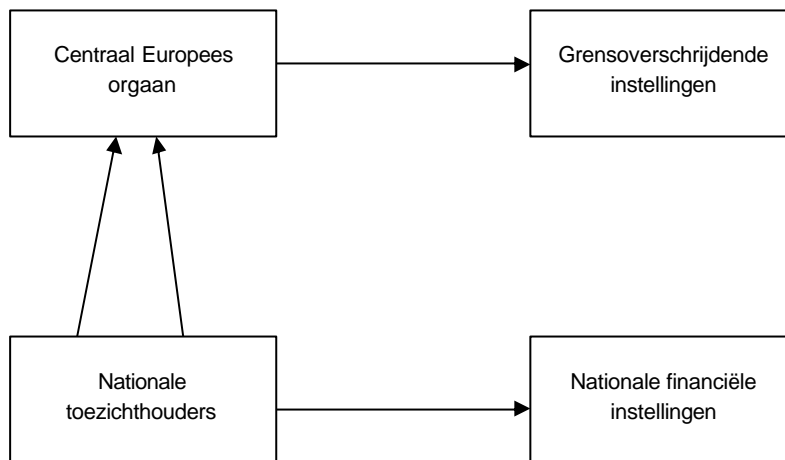 Centraal Europees
orgaan
Grensoverschrijdende
instellingen
Nationale
toezichthouders
Nationale financiële
instellingen